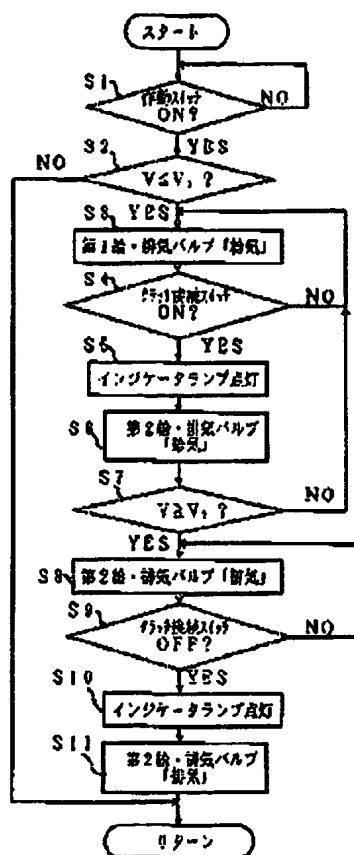 スタート
S1
作動スイッチ
ON?
NO
S2
YES
NO
V≦V₁?
S3
YES
第1給・排気バルブ「給気」
S4
クラッチ接続スイッチ
ON?
NO
YES
S5
インジケータランプ点灯
S6
第2給・排気バルブ
「給気」
S7
NO
YES
S8
第2給・排気バルブ「排気」
S9
クラッチ接続スイッチ
OFF?
NO
YES
S10
インジケータランプ点灯
S11
第2給・排気バルブ
「排気」
リターン